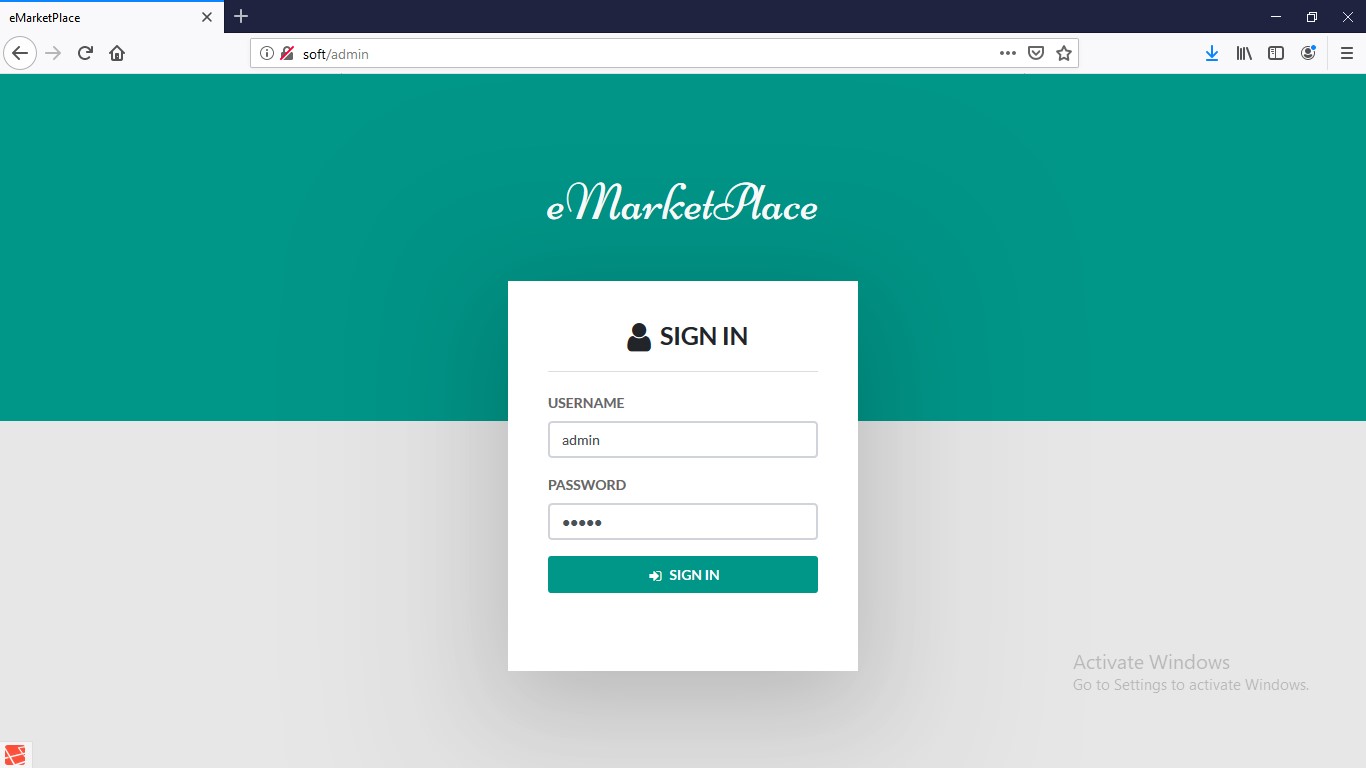 eMarketPlace
soft/admin
eMarketPlace
SIGN IN
USERNAME
admin
PASSWORD
•••••
SIGN IN
Activate Windows
Go to Settings to activate Windows.